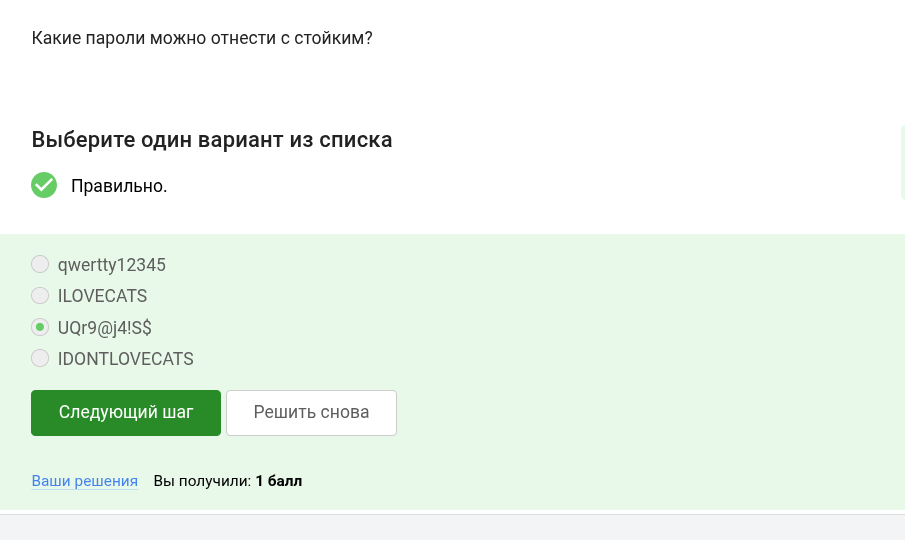 Какие пароли можно отнести с стойким?
Выберите один вариант из списка
Правильно.
qwertty12345
ILOVECATS
UQr9@j4!S$
IDONTLOVECATS
Следующий шаг Решить снова
Ваши решения Вы получили: 1 балл